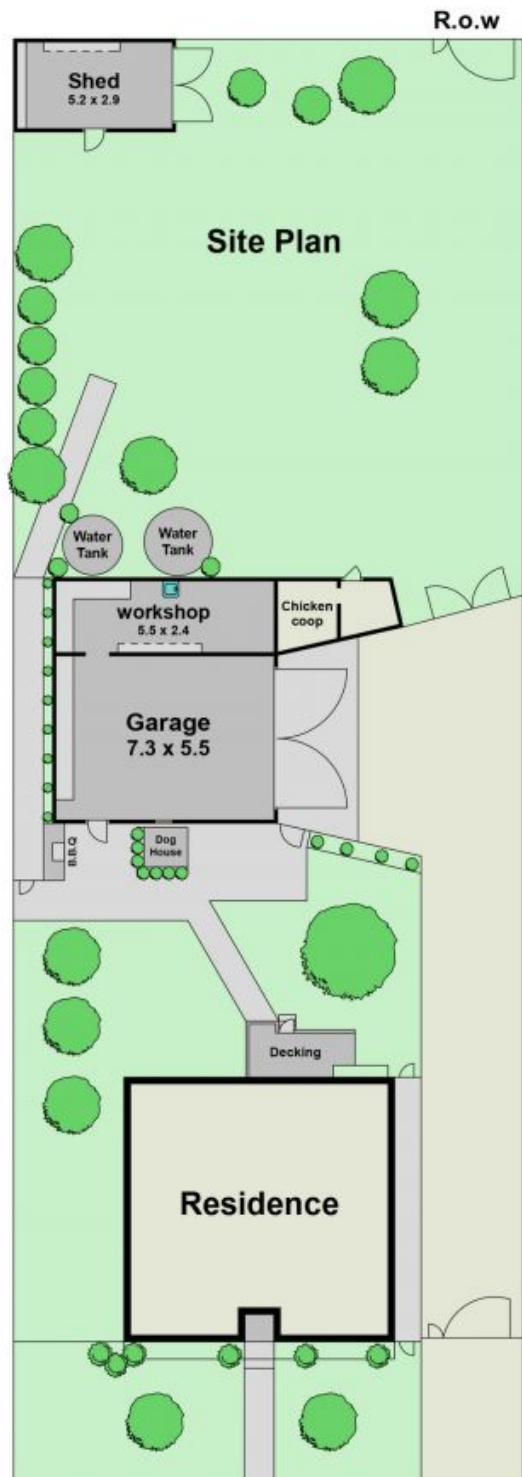 R.o.w
Shed
5.2 x 2.9
Site Plan
Water
Tank
Water
Tank
workshop
5.5 x 2.4
Chicken
coop
Garage
7.3 x 5.5
B.B.Q
Dog
House
Decking
Residence